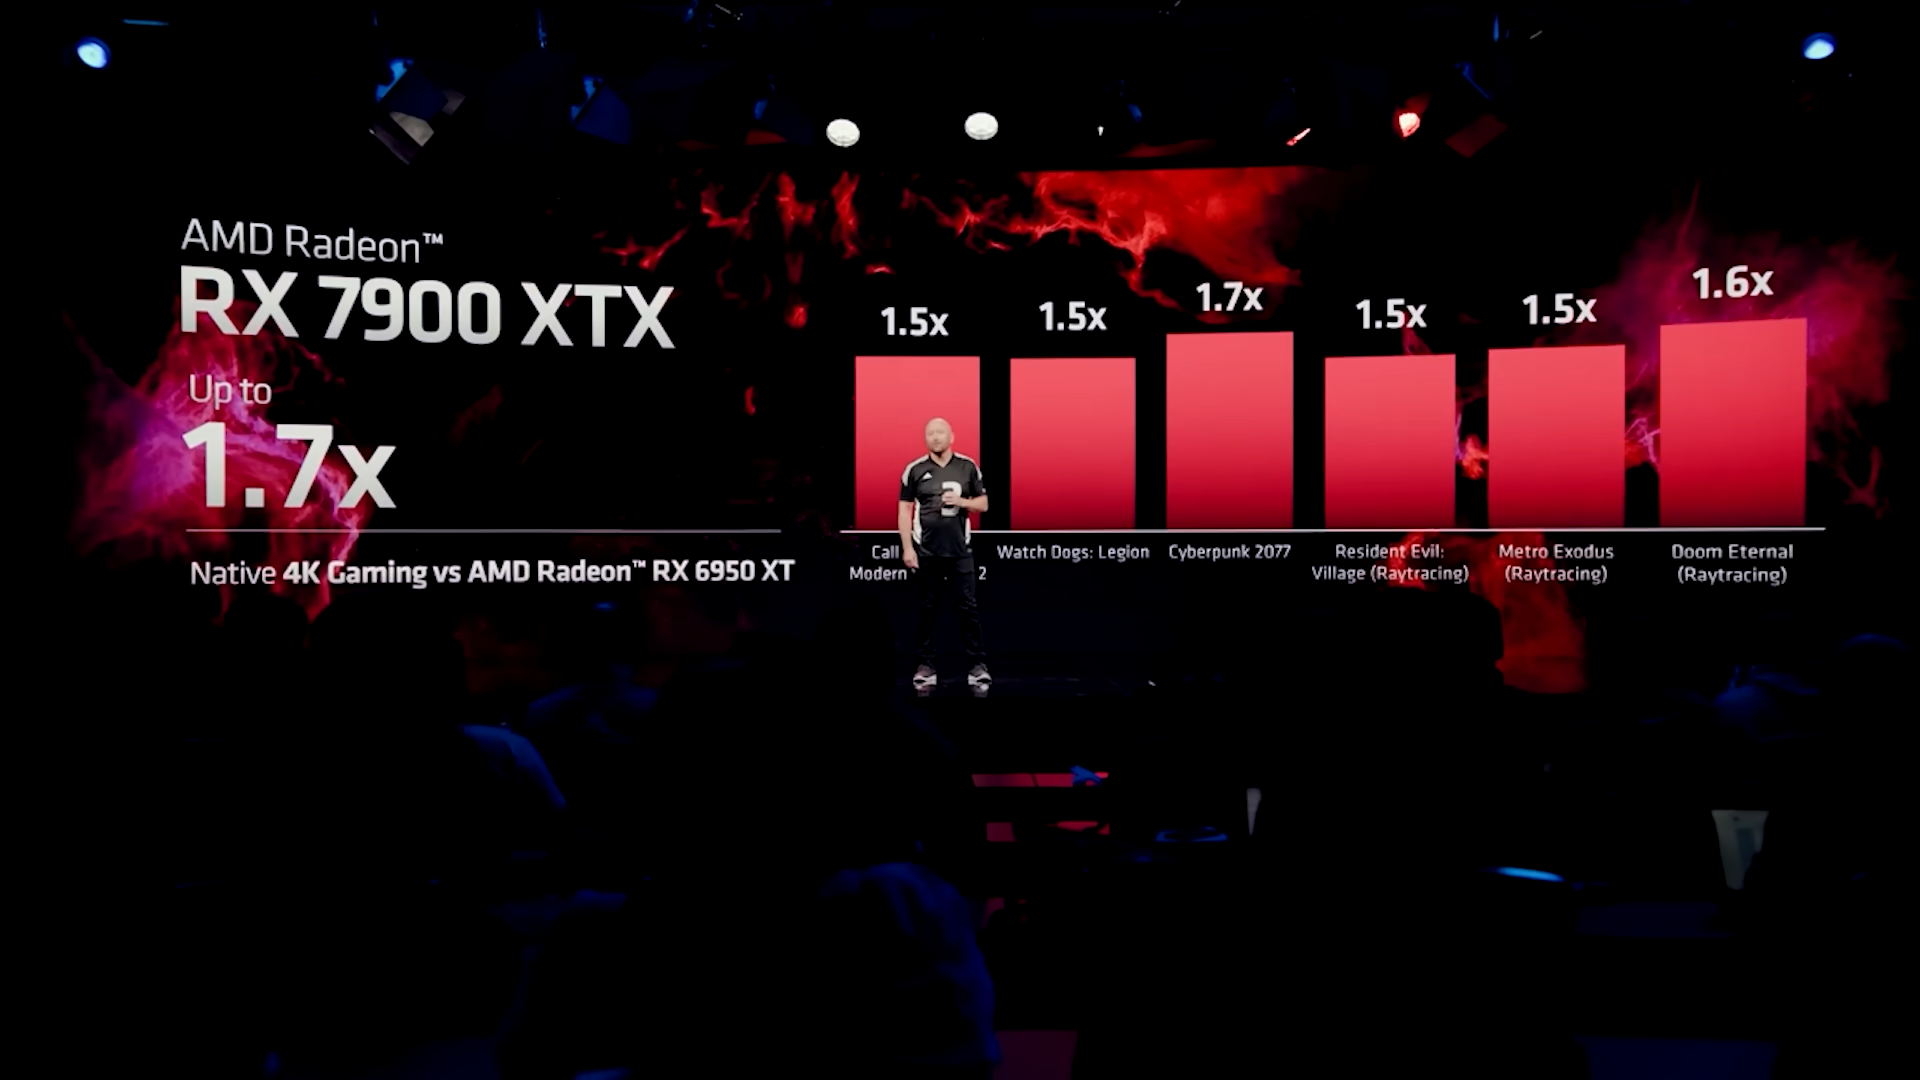 AMD Radeon™
RX 7900 XTX
Up to
1.7x
Native 4K Gaming vs AMD Radeon™ RX 6950 XT
1.5x
1.5x
1.7x
1.5x
1.5x
1.6x
Call
Modern 2
Watch Dogs: Legion
Cyberpunk 2077
Resident Evil:
Village (Raytracing)
Metro Exodus
(Raytracing)
Doom Eternal
(Raytracing)
3